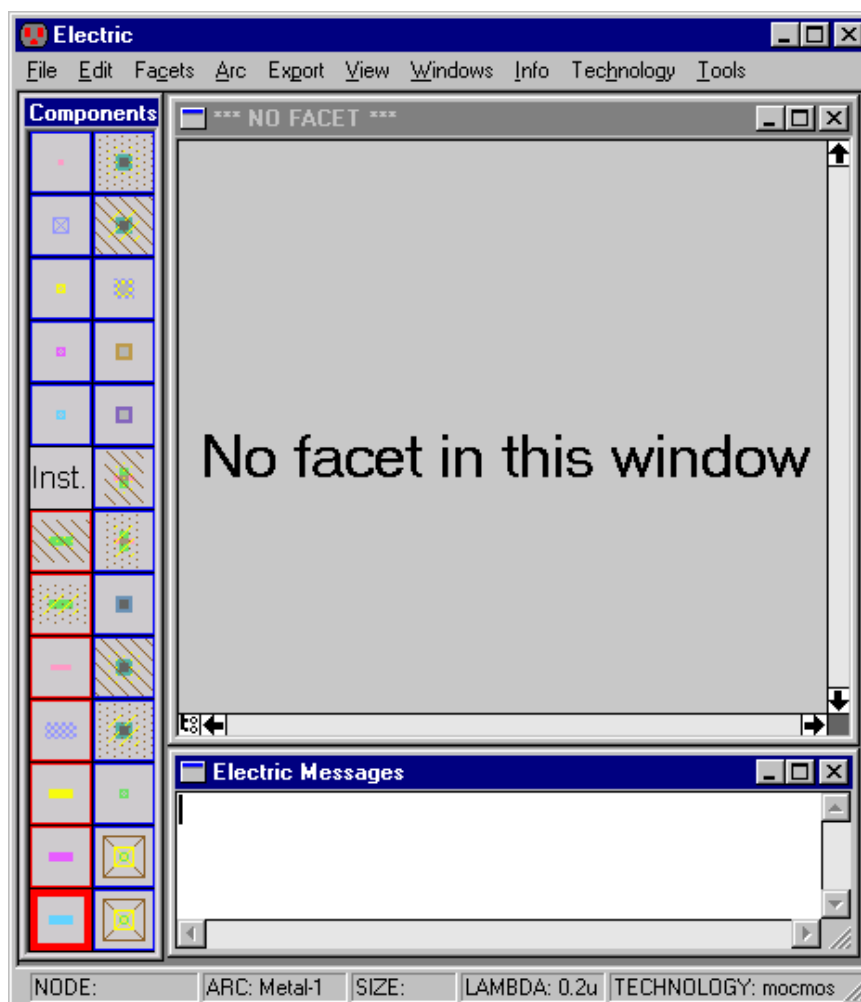 Electric
File Edit Facets Arc Export View Windows Info Technology Tools
Components
*** NO FACET ***
Inst.
No facet in this window
Electric Messages
NODE: ARC: Metal-1 SIZE: LAMBDA: 0.2u TECHNOLOGY: mocmos